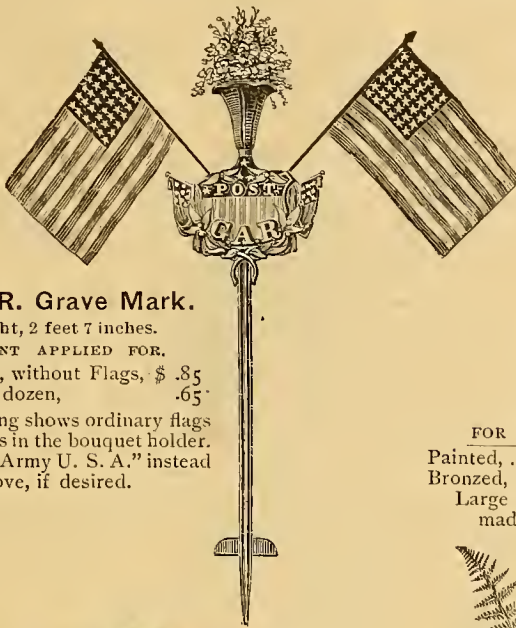 POST
GAR
R. Grave Mark.
ht, 2 feet 7 inches.
NT APPLIED FOR.
, without Flags, $ .85
dozen, .65
ng shows ordinary flags
s in the bouquet holder.
Army U. S. A." instead
ove, if desired.
FOR
Painted, .
Bronzed,
Large
mad